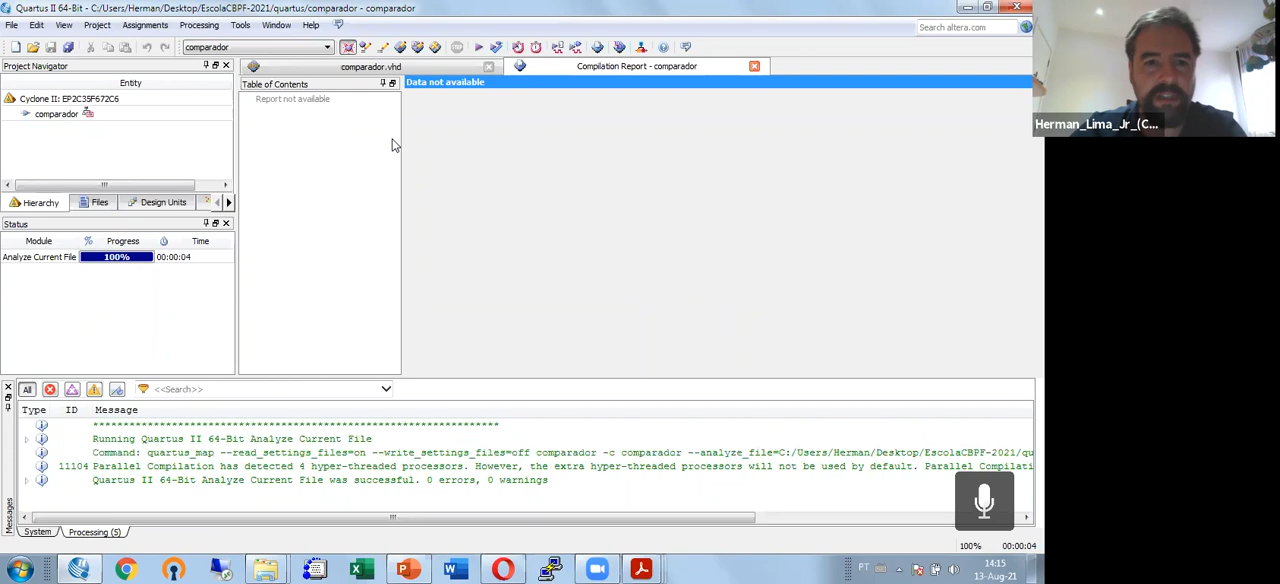 Quartus II 64-Bit - C:/Users/Herman/Desktop/EscolaCBPF-2021/quartus/comparador - comparador
File Edit View Project Assignments Processing Tools Window Help
Search altera.com
comparador
Project Navigator
comparador.vhd
Compilation Report - comparador
Entity
Table of Contents
Data not available
Cyclone II: EP2C35F672C6
Report not available
comparador
Herman_Lima_Jr_(C...
Hierarchy Files Design Units
Status
Module % Progress Time
Analyze Current File 100% 00:00:04
All <<Search>>
Type ID Message
*****************************************************************
Running Quartus II 64-Bit Analyze Current File
Command: quartus_map --read_settings_files=on --write_settings_files=off comparador -c comparador --analyze_file=C:/Users/Herman/Desktop/EscolaCBPF-2021/qu
11104 Parallel Compilation has detected 4 hyper-threaded processors. However, the extra hyper-threaded processors will not be used by default. Parallel Compilati
Quartus II 64-Bit Analyze Current File was successful. 0 errors, 0 warnings
Messages
System Processing (5)
100% 00:00:04
PT
14:15
13-Aug-21